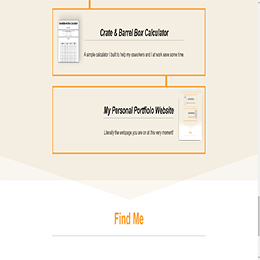 Crate & Barrel Box Calculator
A simple calculator I built to help my coworkers and I at work save some time.
My Personal Portfolio Website
Literally the webpage you are on at this very moment!
Find Me